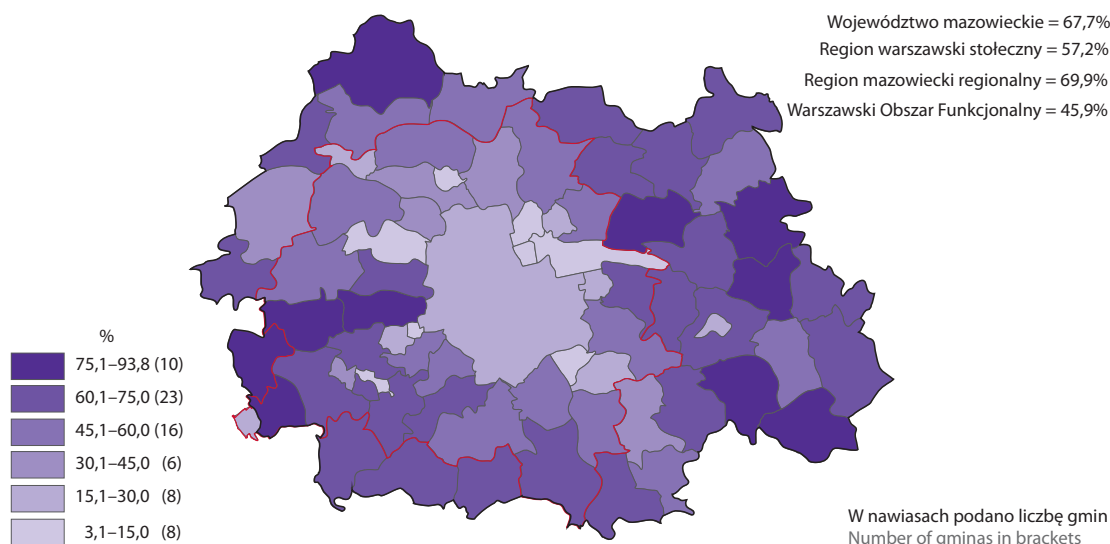 Województwo mazowieckie = 67,7%
Region warszawski stołeczny = 57,2%
Region mazowiecki regionalny = 69,9%
Warszawski Obszar Funkcjonalny = 45,9%
%
75,1–93,8 (10)
60,1–75,0 (23)
45,1–60,0 (16)
30,1–45,0 (6)
15,1–30,0 (8)
3,1–15,0 (8)
W nawiasach podano liczbę gmin
Number of gminas in brackets